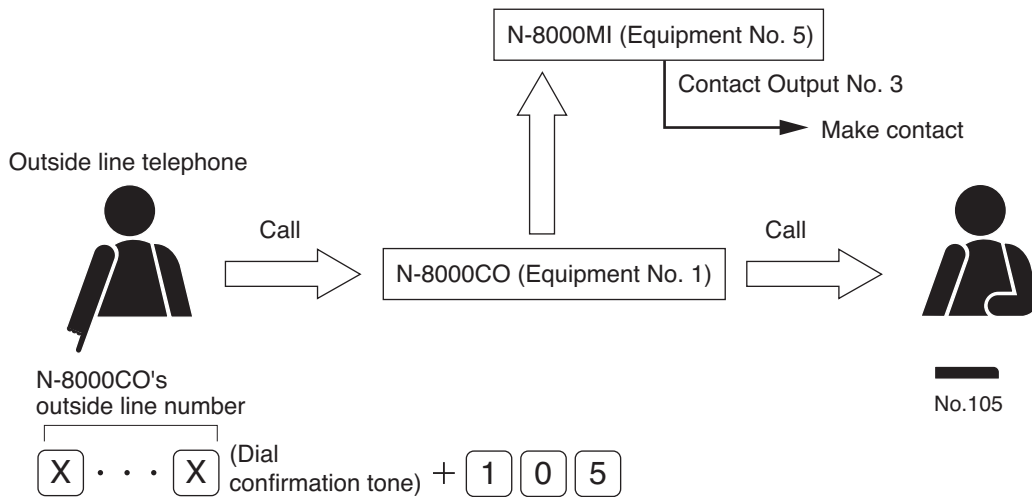 N-8000MI (Equipment No. 5)
Contact Output No. 3
Make contact
Outside line telephone
Call
N-8000CO (Equipment No. 1)
Call
N-8000CO's
outside line number
No.105
X · · · X (Dial
confirmation tone) + 1 0 5